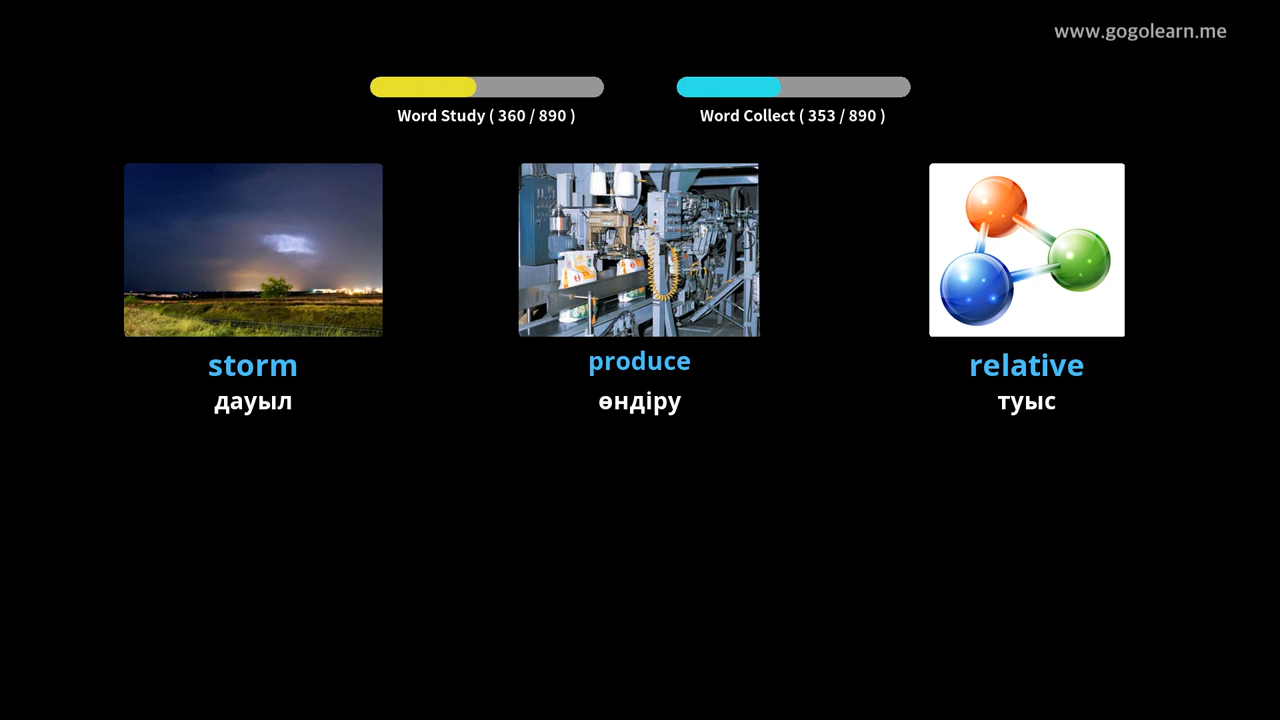 www.gogolearn.me
Word Study ( 360 / 890 )
Word Collect ( 353 / 890 )
storm
дауыл
produce
өндіру
relative
туыс